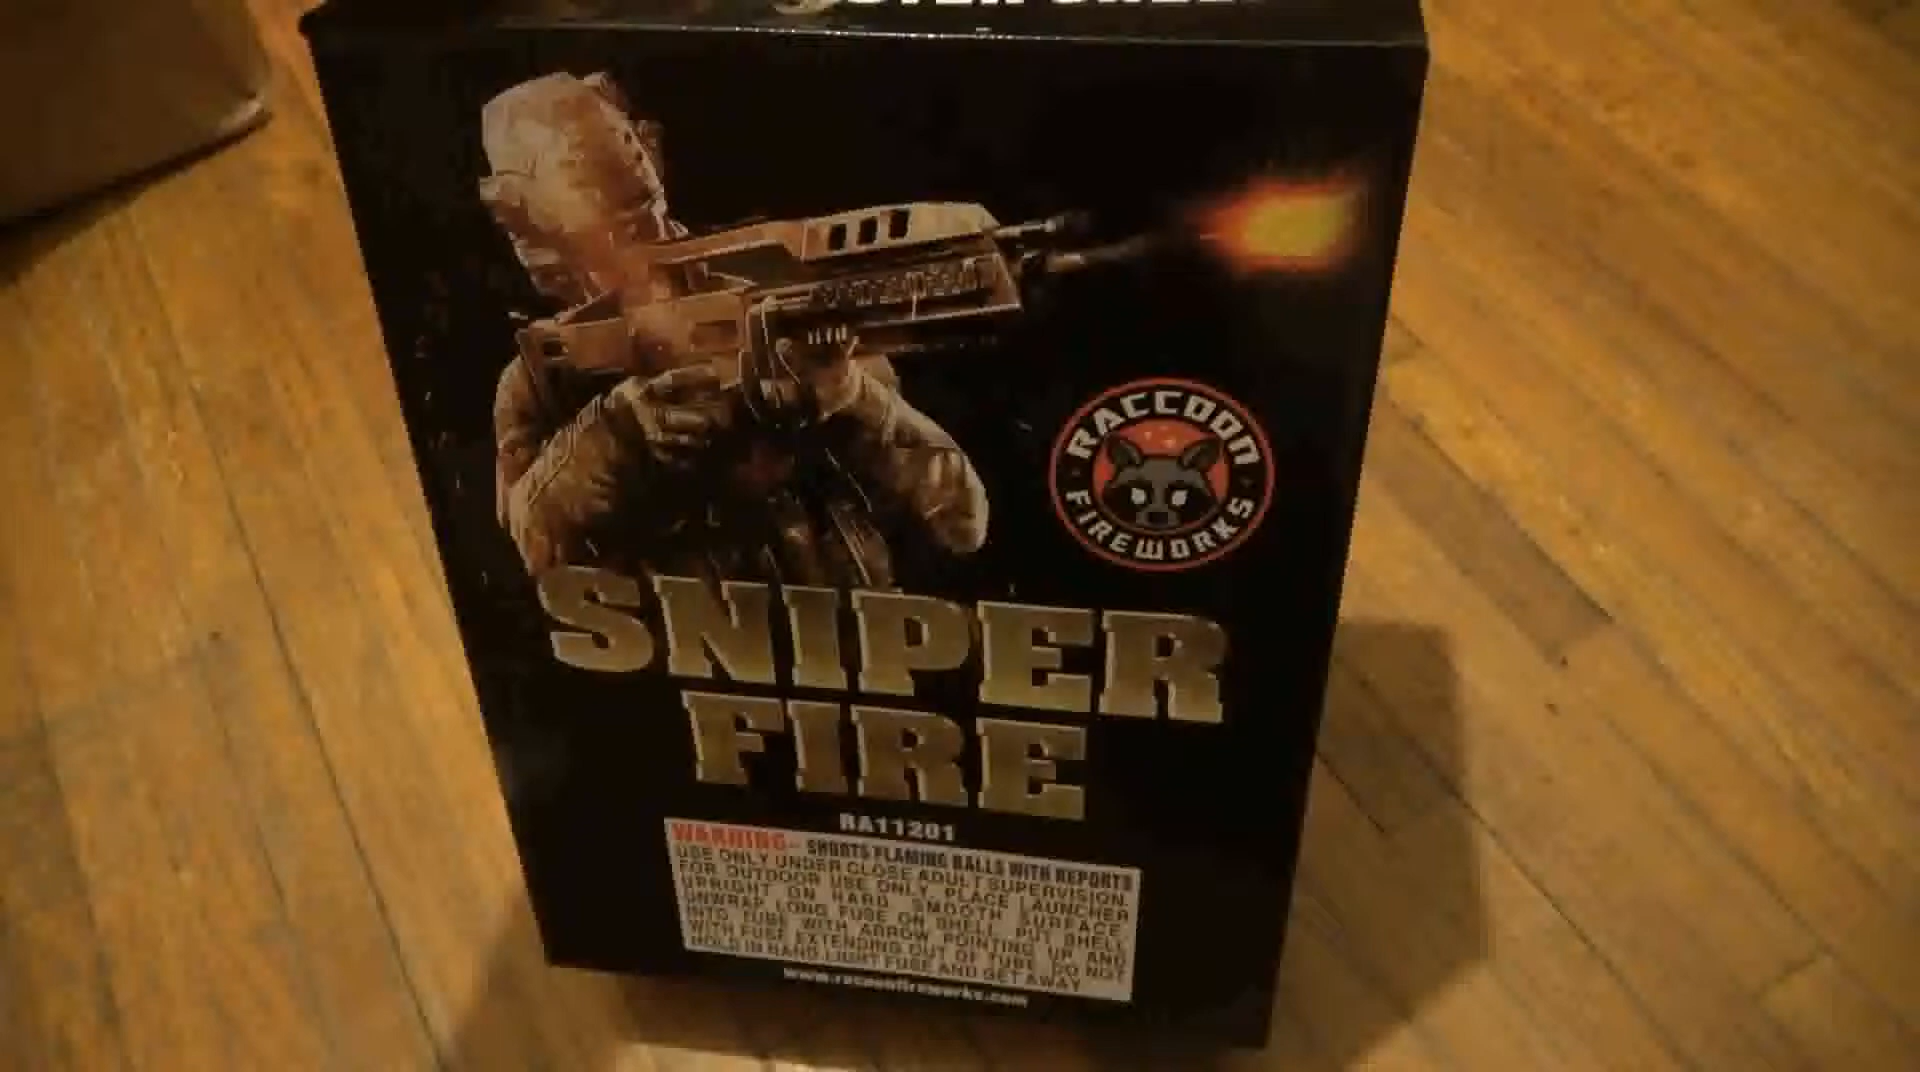 RACCOON
FIREWORKS
SNIPER
FIRE
RA11201
WARNING- SHOOTS FLAMING BALLS WITH REPORTS
USE ONLY UNDER CLOSE ADULT SUPERVISION.
FOR OUTDOOR USE ONLY. PLACE LAUNCHER
UPRIGHT ON HARD, SMOOTH SURFACE.
UNWRAP LONG FUSE ON SHELL. PUT SHELL
INTO TUBE WITH ARROW POINTING UP AND
WITH FUSE EXTENDING OUT OF TUBE. DO NOT
HOLD IN HAND. LIGHT FUSE AND GET AWAY.
www.racoonfireworks.com